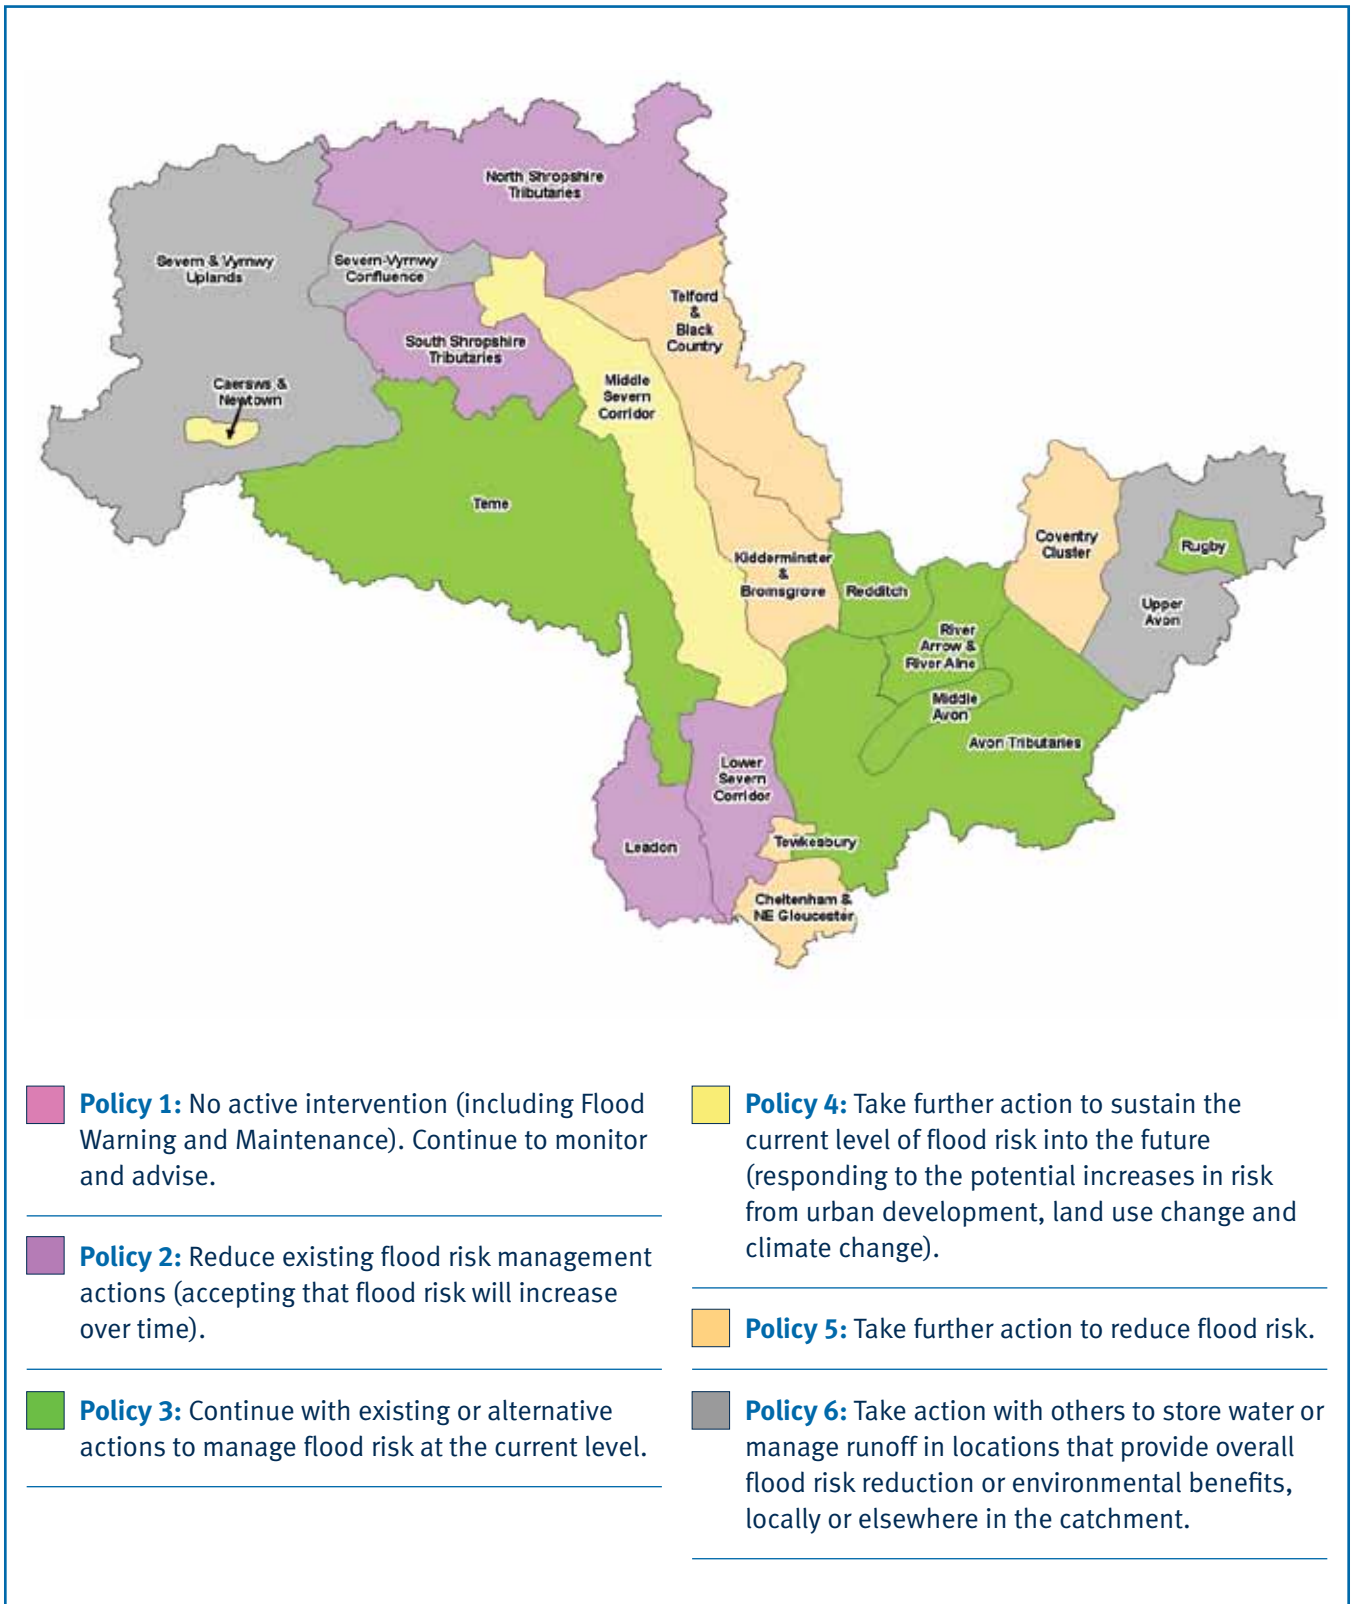 North Shropshire
Tributaries
Severn & Vyrnwy
Uplands
Severn-Vyrnwy
Confluence
Telford
&
Black
Country
South Shropshire
Tributaries
Caersws &
Newtown
Middle
Severn
Corridor
Teme
Coventry
Cluster
Rugby
Kidderminster
&
Bromsgrove
Redditch
Upper
Avon
River
Arrow &
River Alne
Middle
Avon
Avon Tributaries
Lower
Severn
Corridor
Leadon
Tewkesbury
Cheltenham &
NE Gloucester
Policy 1: No active intervention (including Flood
Warning and Maintenance). Continue to monitor
and advise.
Policy 2: Reduce existing flood risk management
actions (accepting that flood risk will increase
over time).
Policy 3: Continue with existing or alternative
actions to manage flood risk at the current level.
Policy 4: Take further action to sustain the
current level of flood risk into the future
(responding to the potential increases in risk
from urban development, land use change and
climate change).
Policy 5: Take further action to reduce flood risk.
Policy 6: Take action with others to store water or
manage runoff in locations that provide overall
flood risk reduction or environmental benefits,
locally or elsewhere in the catchment.